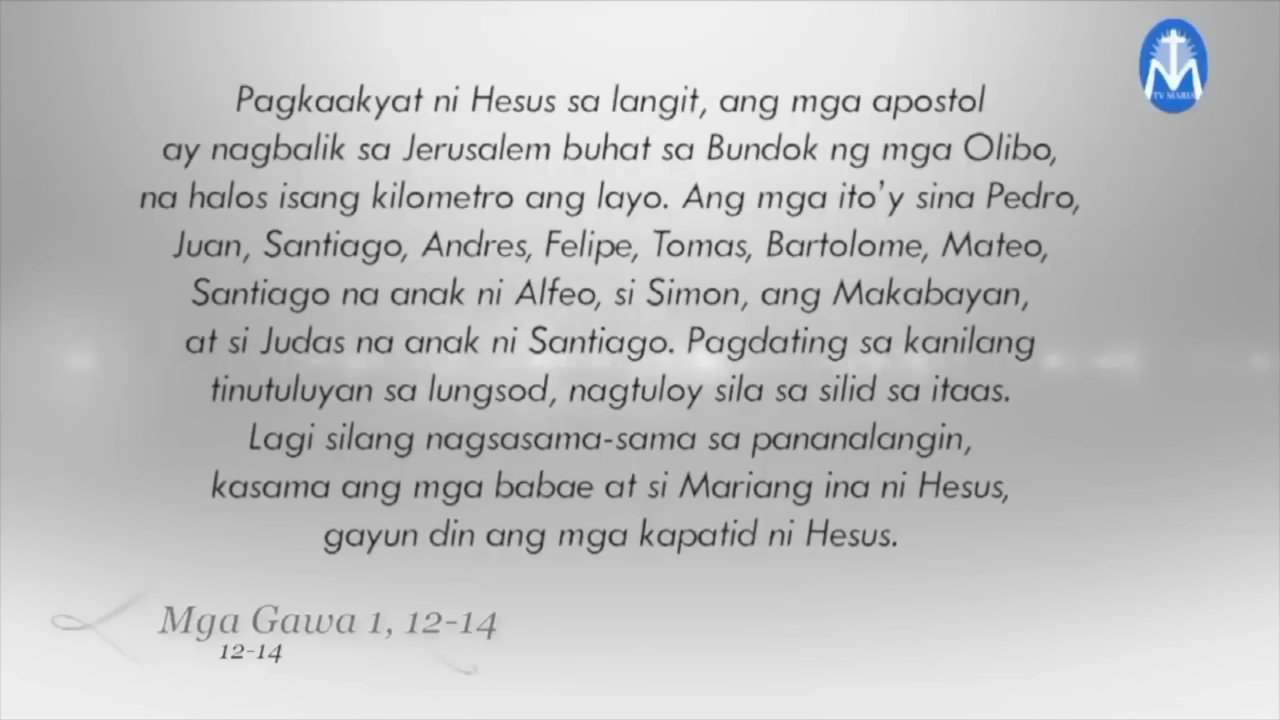 Pagkaakyat ni Hesus sa langit, ang mga apostol
ay nagbalik sa Jerusalem buhat sa Bundok ng mga Olibo,
na halos isang kilometro ang layo. Ang mga ito'y sina Pedro,
Juan, Santiago, Andres, Felipe, Tomas, Bartolome, Mateo,
Santiago na anak ni Alfeo, si Simon, ang Makabayan,
at si Judas na anak ni Santiago. Pagdating sa kanilang
tinutuluyan sa lungsod, nagtuloy sila sa silid sa itaas.
Lagi silang nagsasama-sama sa pananalangin,
kasama ang mga babae at si Mariang ina ni Hesus,
gayun din ang mga kapatid ni Hesus.
Mga Gawa 1, 12-14
12-14
TV MARIA